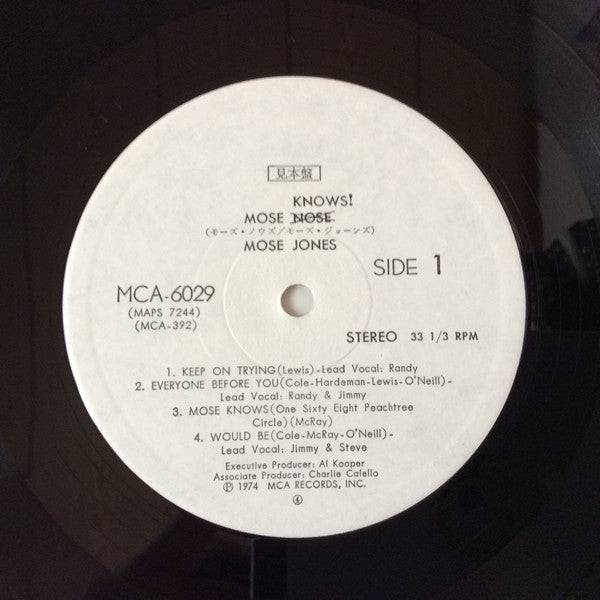 見本盤
KNOWS!
MOSE NOSE
(モーズ・ノウズ/モーズ・ジョーンズ)
MOSE JONES
SIDE 1
MCA-6029
(MAPS 7244)
(MCA-392)
STEREO 33 1/3 RPM
1. KEEP ON TRYING(Lewis)-Lead Vocal: Randy
2. EVERYONE BEFORE YOU(Cole-Hardeman-Lewis-O'Neill)-
Lead Vocal: Randy & Jimmy
3. MOSE KNOWS(One Sixty Eight Peachtree
Circle)(McRay)
4. WOULD BE(Cole-McRay-O'Neill)-
Lead Vocal: Jimmy & Steve
Executive Producer: Al Kooper
Associate Producer: Charlie Calello
Ⓟ 1974 MCA RECORDS, INC.